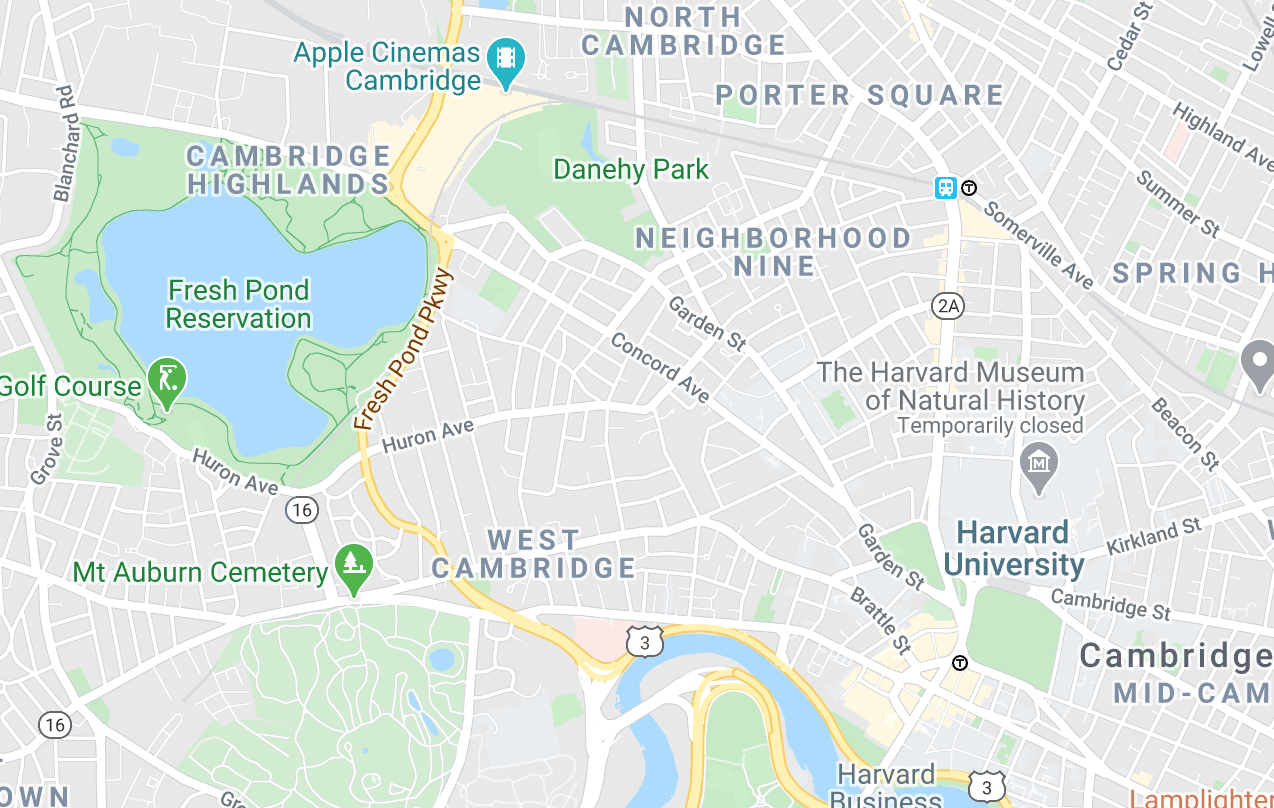 NORTH
CAMBRIDGE
Cedar St
Apple Cinemas
Cambridge
PORTER SQUARE
Blanchard Rd
Highland Ave
CAMBRIDGE
HIGHLANDS
Danehy Park
Summer St
T
Somerville Ave
NEIGHBORHOOD
NINE
SPRING H
Fresh Pond
Reservation
Fresh Pond Pkwy
2A
Garden St
Concord Ave
Golf Course
The Harvard Museum
of Natural History
Temporarily closed
Grove St
Huron Ave
Huron Ave
Beacon St
16
WEST
CAMBRIDGE
Harvard
University
Kirkland St
Garden St
Mt Auburn Cemetery
Brattle St
Cambridge St
3
T
Cambridge
MID-CAM
16
Harvard
Business
3
OWN
Lamplighter